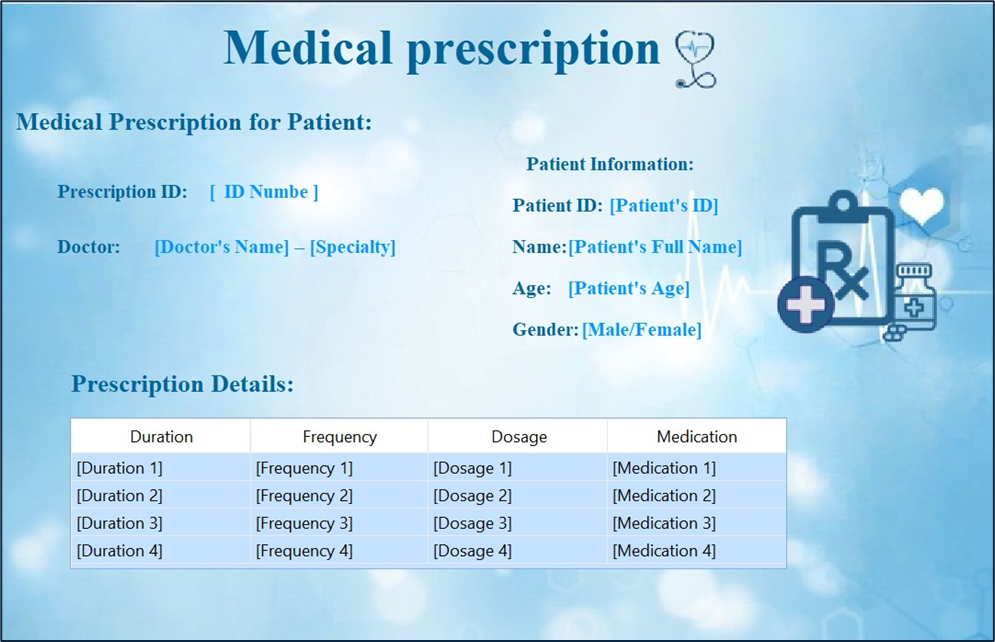 Medical prescription
Medical Prescription for Patient:
Prescription ID: [ ID Numbe ]
Doctor: [Doctor's Name] – [Specialty]
Patient Information:
Patient ID: [Patient's ID]
Name:[Patient's Full Name]
Age: [Patient's Age]
Gender: [Male/Female]
Rx
Prescription Details:
Duration Frequency Dosage Medication
[Duration 1] [Frequency 1] [Dosage 1] [Medication 1]
[Duration 2] [Frequency 2] [Dosage 2] [Medication 2]
[Duration 3] [Frequency 3] [Dosage 3] [Medication 3]
[Duration 4] [Frequency 4] [Dosage 4] [Medication 4]